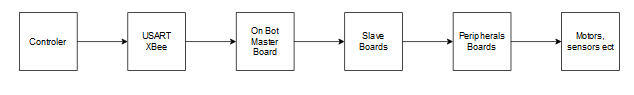 Controler
USART
XBee
On Bot
Master
Board
Slave
Boards
Peripherals
Boards
Motors,
sensors ect